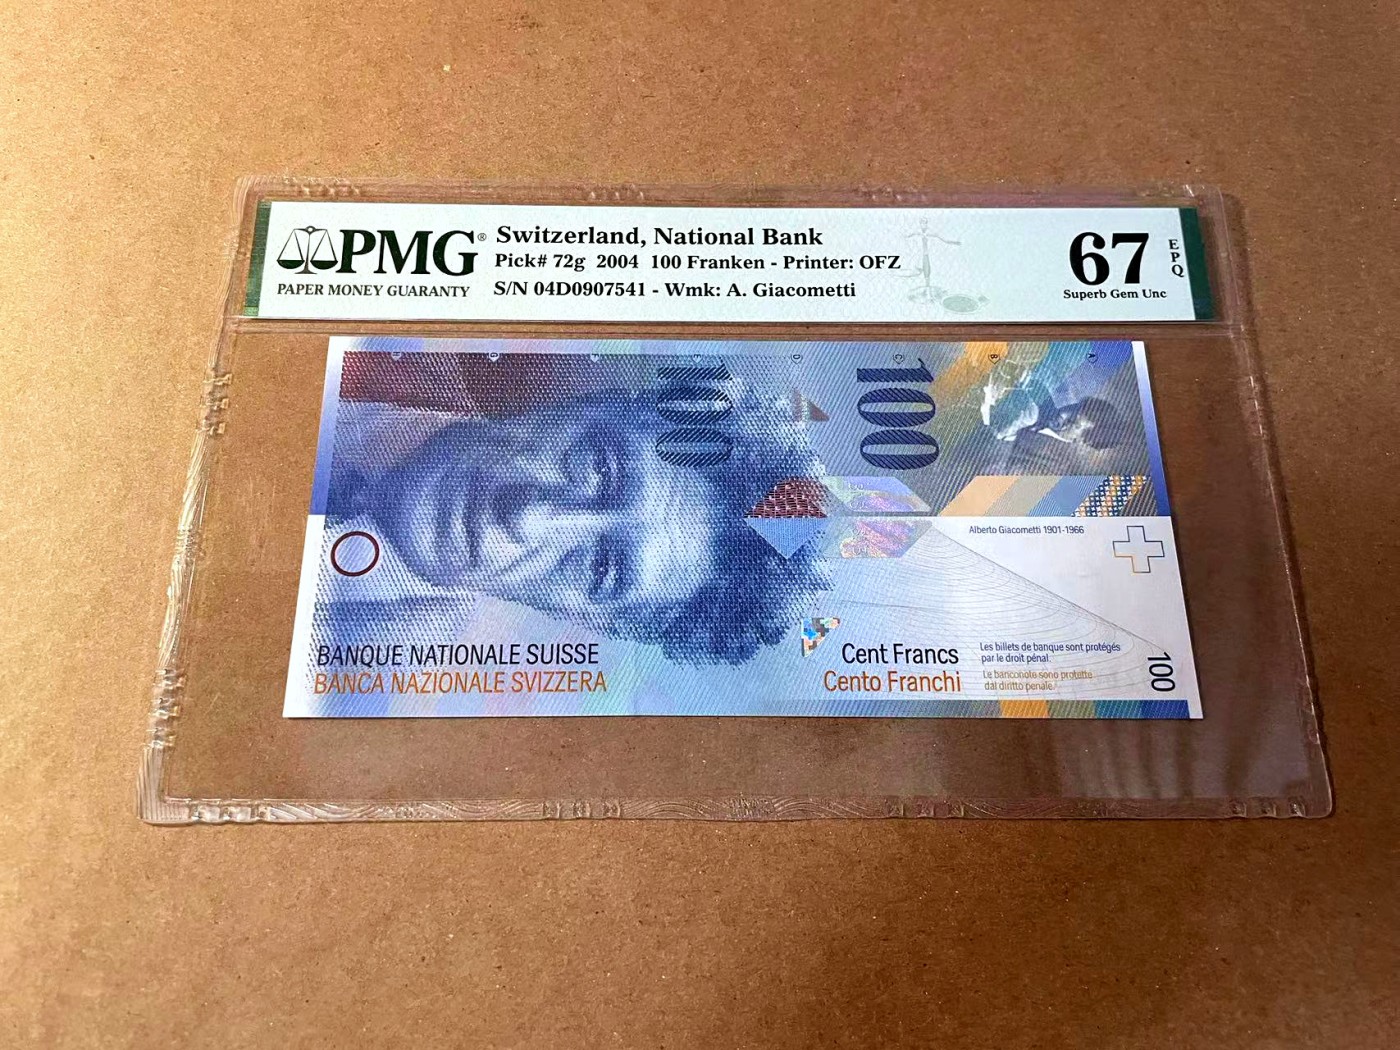 PMG®
PAPER MONEY GUARANTY
Switzerland, National Bank
Pick# 72g 2004 100 Franken - Printer: OFZ
S/N 04D0907541 - Wmk: A. Giacometti
67
EPQ
Superb Gem Unc
100
100
Alberto Giacometti 1901-1966
BANQUE NATIONALE SUISSE
BANCA NAZIONALE SVIZZERA
Cent Francs
Cento Franchi
Les billets de banque sont protégés
par le droit pénal.
Le banconote sono protette
dal diritto penale.
100